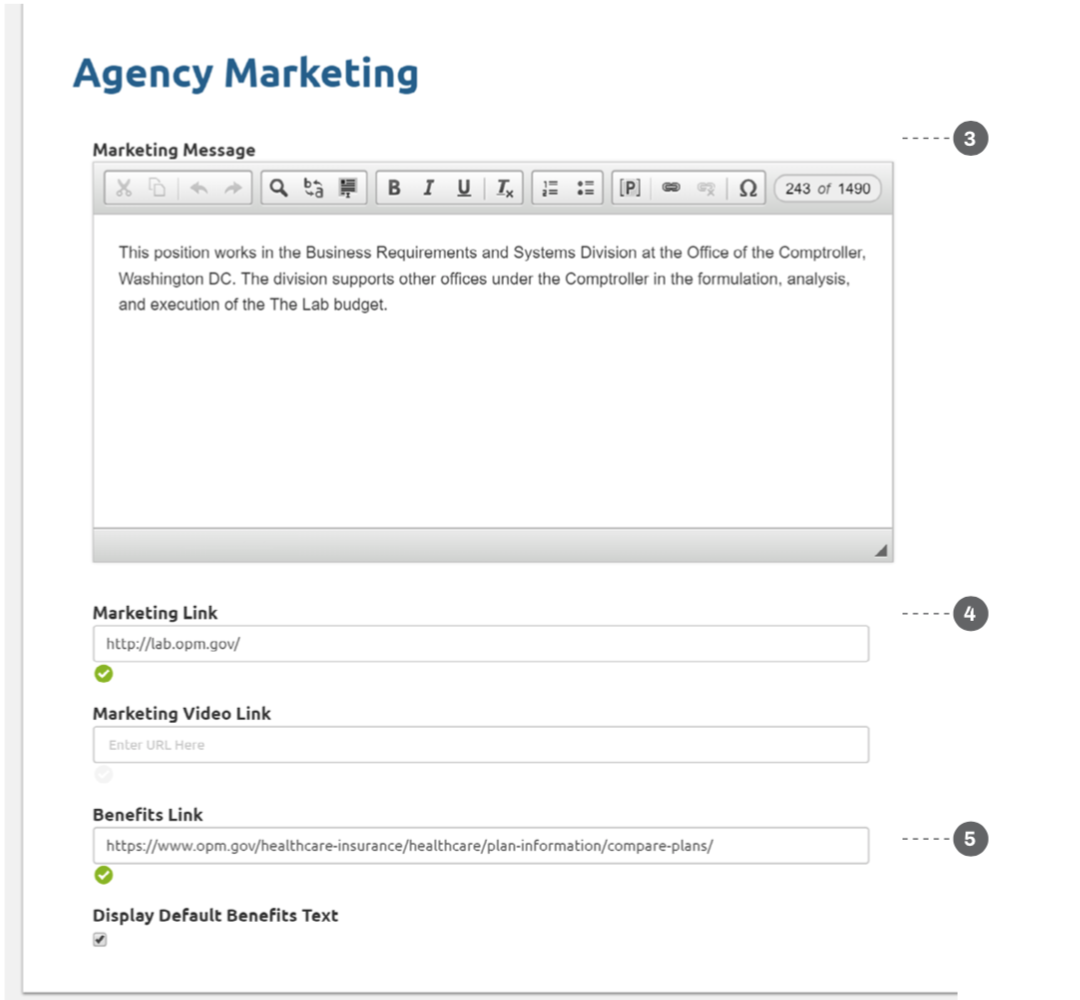 Agency Marketing
3
Marketing Message
B I U Tx [P] Ω 243 of 1490
This position works in the Business Requirements and Systems Division at the Office of the Comptroller,
Washington DC. The division supports other offices under the Comptroller in the formulation, analysis,
and execution of the The Lab budget.
Marketing Link
4
http://lab.opm.gov/
Marketing Video Link
Enter URL Here
Benefits Link
https://www.opm.gov/healthcare-insurance/healthcare/plan-information/compare-plans/
5
Display Default Benefits Text